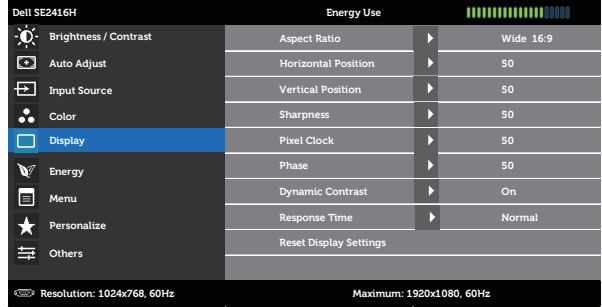 Dell SE2416H Energy Use
Brightness / Contrast
Auto Adjust
Input Source
Color
Display
Energy
Menu
Personalize
Others
Aspect Ratio Wide 16:9
Horizontal Position 50
Vertical Position 50
Sharpness 50
Pixel Clock 50
Phase 50
Dynamic Contrast On
Response Time Normal
Reset Display Settings
Resolution: 1024x768, 60Hz Maximum: 1920x1080, 60Hz